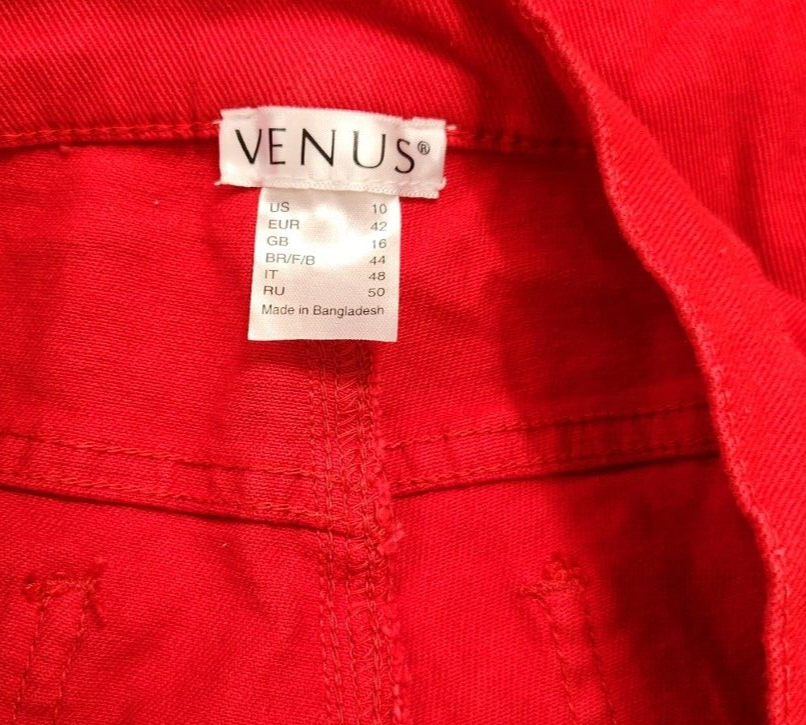 VENUS®
US 10
EUR 42
GB 16
BR/F/B 44
IT 48
RU 50
Made in Bangladesh